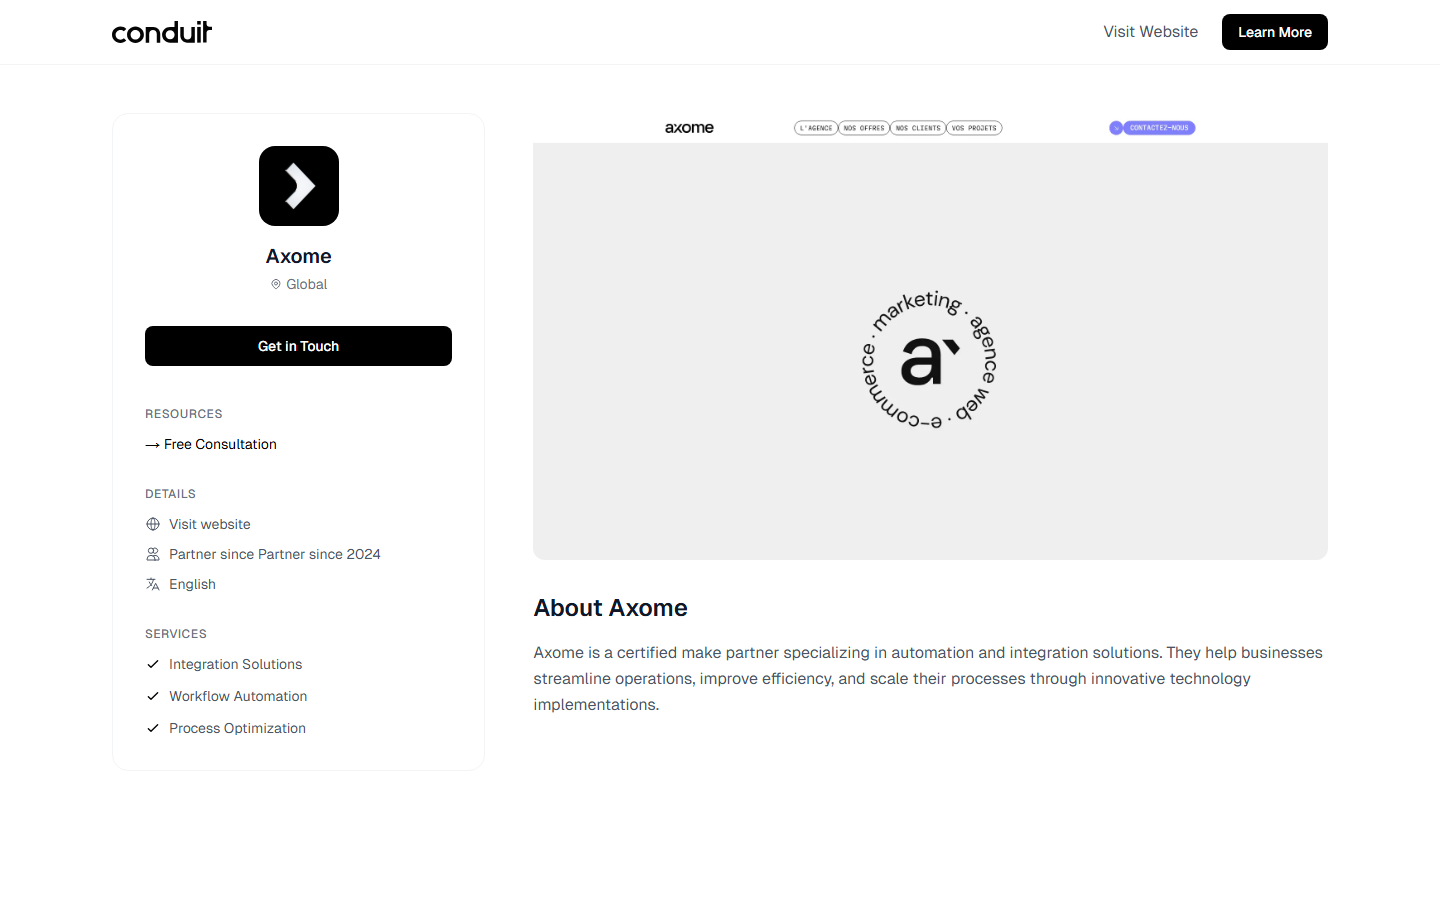 conduit
Visit Website
Learn More
Axome
Global
Get in Touch
RESOURCES
→ Free Consultation
DETAILS
Visit website
Partner since Partner since 2024
English
SERVICES
Integration Solutions
Workflow Automation
Process Optimization
axome
L'AGENCE
NOS OFFRES
NOS CLIENTS
VOS PROJETS
CONTACTEZ-NOUS
marketing · agence web · e-commerce ·
a
About Axome
Axome is a certified make partner specializing in automation and integration solutions. They help businesses
streamline operations, improve efficiency, and scale their processes through innovative technology
implementations.